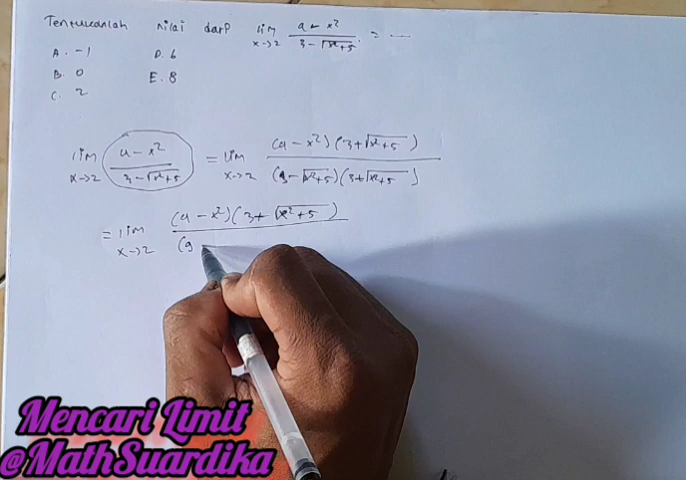 Tentukanlah nilai dari lim x→2 (4 - x²)/(3 - √x²+5) = ....
A. -1 D. 6
B. 0 E. 8
C. 2
lim x→2 (4 - x²)/(3 - √x²+5) = lim x→2 (4 - x²)(3 + √x²+5)/(3 - √x²+5)(3 + √x²+5)
= lim x→2 (4 - x²)(3 + √x²+5)/(9
Mencari Limit
@MathSuardika